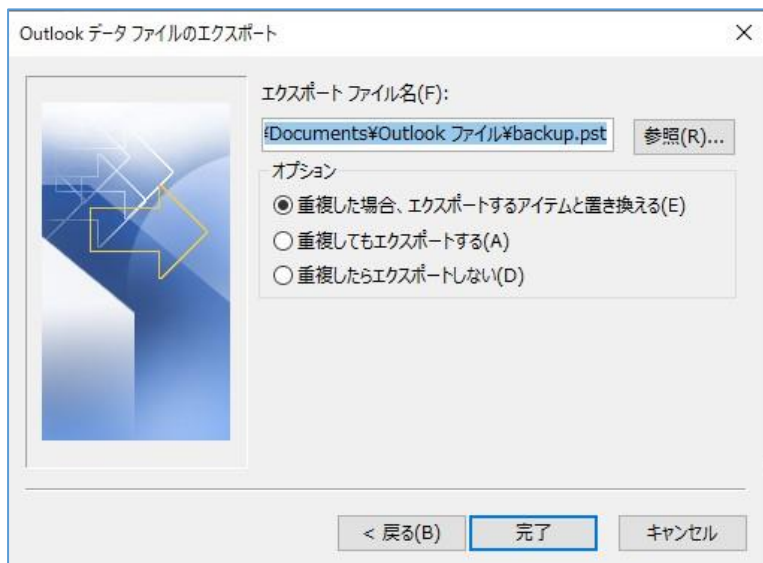 Outlook データ ファイルのエクスポート
エクスポート ファイル名(F):
¥Documents¥Outlook ファイル¥backup.pst
参照(R)...
オプション
重複した場合、エクスポートするアイテムと置き換える(E)
重複してもエクスポートする(A)
重複したらエクスポートしない(D)
< 戻る(B)
完了
キャンセル